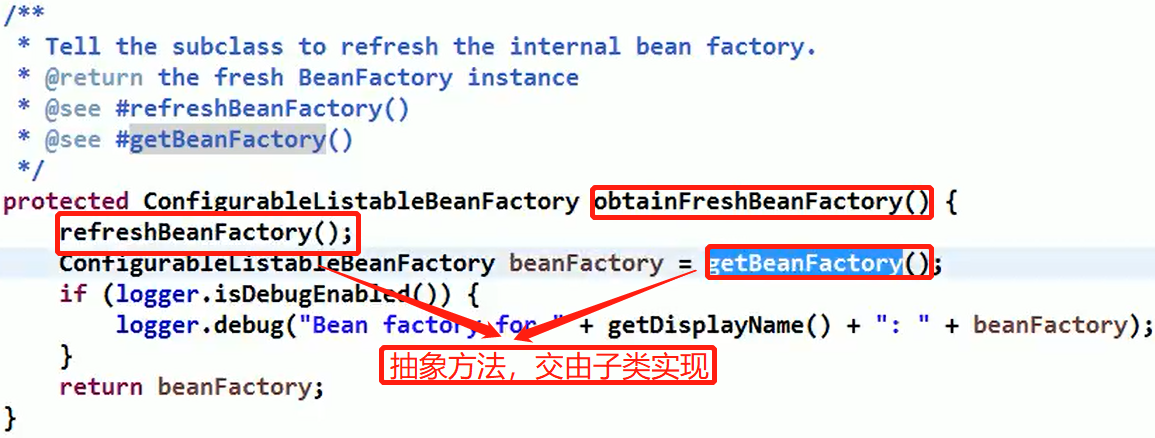 /**
 * Tell the subclass to refresh the internal bean factory.
 * @return the fresh BeanFactory instance
 * @see #refreshBeanFactory()
 * @see #getBeanFactory()
 */
protected ConfigurableListableBeanFactory obtainFreshBeanFactory() {
    refreshBeanFactory();
    ConfigurableListableBeanFactory beanFactory = getBeanFactory();
    if (logger.isDebugEnabled()) {
        logger.debug("Bean factory for " + getDisplayName() + ": " + beanFactory);
    }
抽象方法，交由子类实现
    return beanFactory;
}